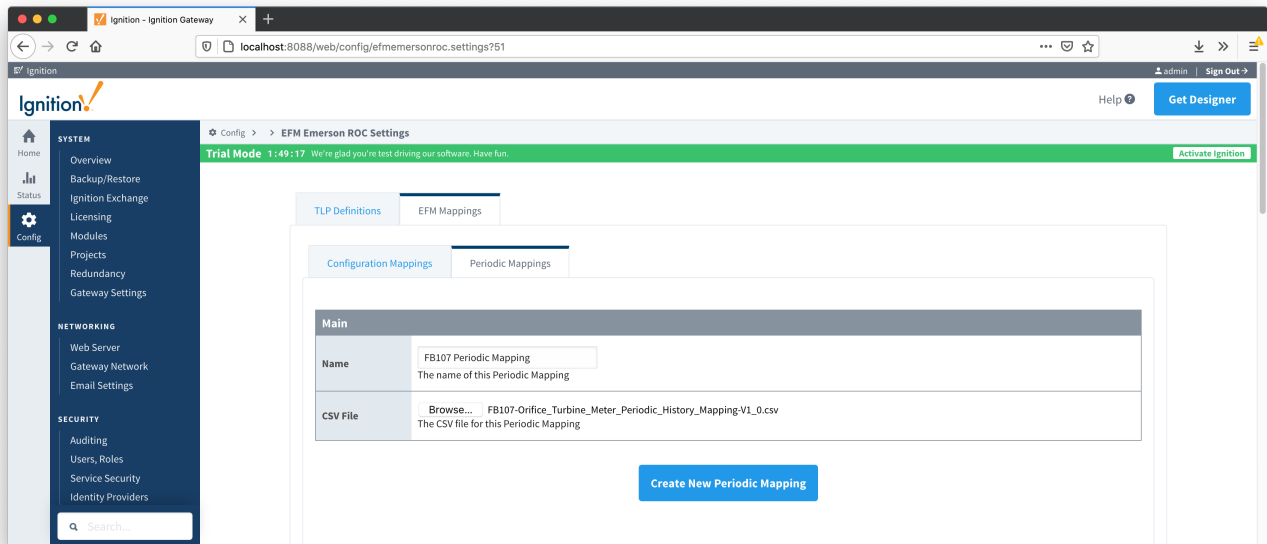 Ignition - Ignition Gateway
localhost:8088/web/config/efmemersonroc.settings?51
Ignition
admin | Sign Out
Ignition
Help
Get Designer
Home
Status
Config
SYSTEM
Overview
Backup/Restore
Ignition Exchange
Licensing
Modules
Projects
Redundancy
Gateway Settings
NETWORKING
Web Server
Gateway Network
Email Settings
SECURITY
Auditing
Users, Roles
Service Security
Identity Providers
Search...
Config > > EFM Emerson ROC Settings
Trial Mode 1:49:17 We're glad you're test driving our software. Have fun.
Activate Ignition
TLP Definitions
EFM Mappings
Configuration Mappings
Periodic Mappings
Main
Name
FB107 Periodic Mapping
The name of this Periodic Mapping
CSV File
Browse... FB107-Orifice_Turbine_Meter_Periodic_History_Mapping-V1_0.csv
The CSV file for this Periodic Mapping
Create New Periodic Mapping